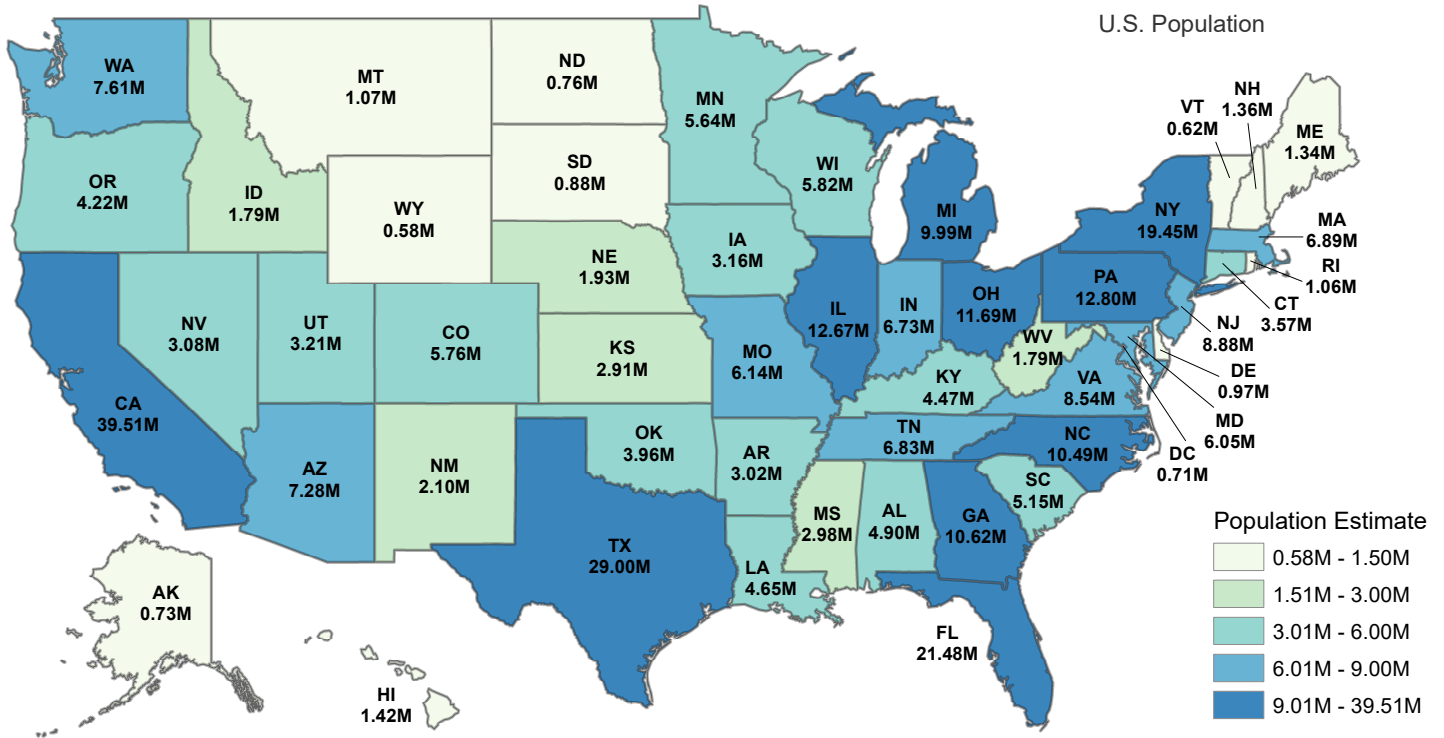 U.S. Population
WA
7.61M
MT
1.07M
ND
0.76M
MN
5.64M
VT
0.62M
NH
1.36M
ME
1.34M
OR
4.22M
ID
1.79M
WY
0.58M
SD
0.88M
WI
5.82M
MI
9.99M
NY
19.45M
MA
6.89M
RI
1.06M
CT
3.57M
NE
1.93M
IA
3.16M
NV
3.08M
UT
3.21M
CO
5.76M
KS
2.91M
MO
6.14M
IL
12.67M
IN
6.73M
OH
11.69M
PA
12.80M
NJ
8.88M
DE
0.97M
MD
6.05M
DC
0.71M
WV
1.79M
VA
8.54M
KY
4.47M
CA
39.51M
AZ
7.28M
NM
2.10M
OK
3.96M
AR
3.02M
TN
6.83M
NC
10.49M
SC
5.15M
TX
29.00M
LA
4.65M
MS
2.98M
AL
4.90M
GA
10.62M
FL
21.48M
AK
0.73M
HI
1.42M
Population Estimate
0.58M - 1.50M
1.51M - 3.00M
3.01M - 6.00M
6.01M - 9.00M
9.01M - 39.51M